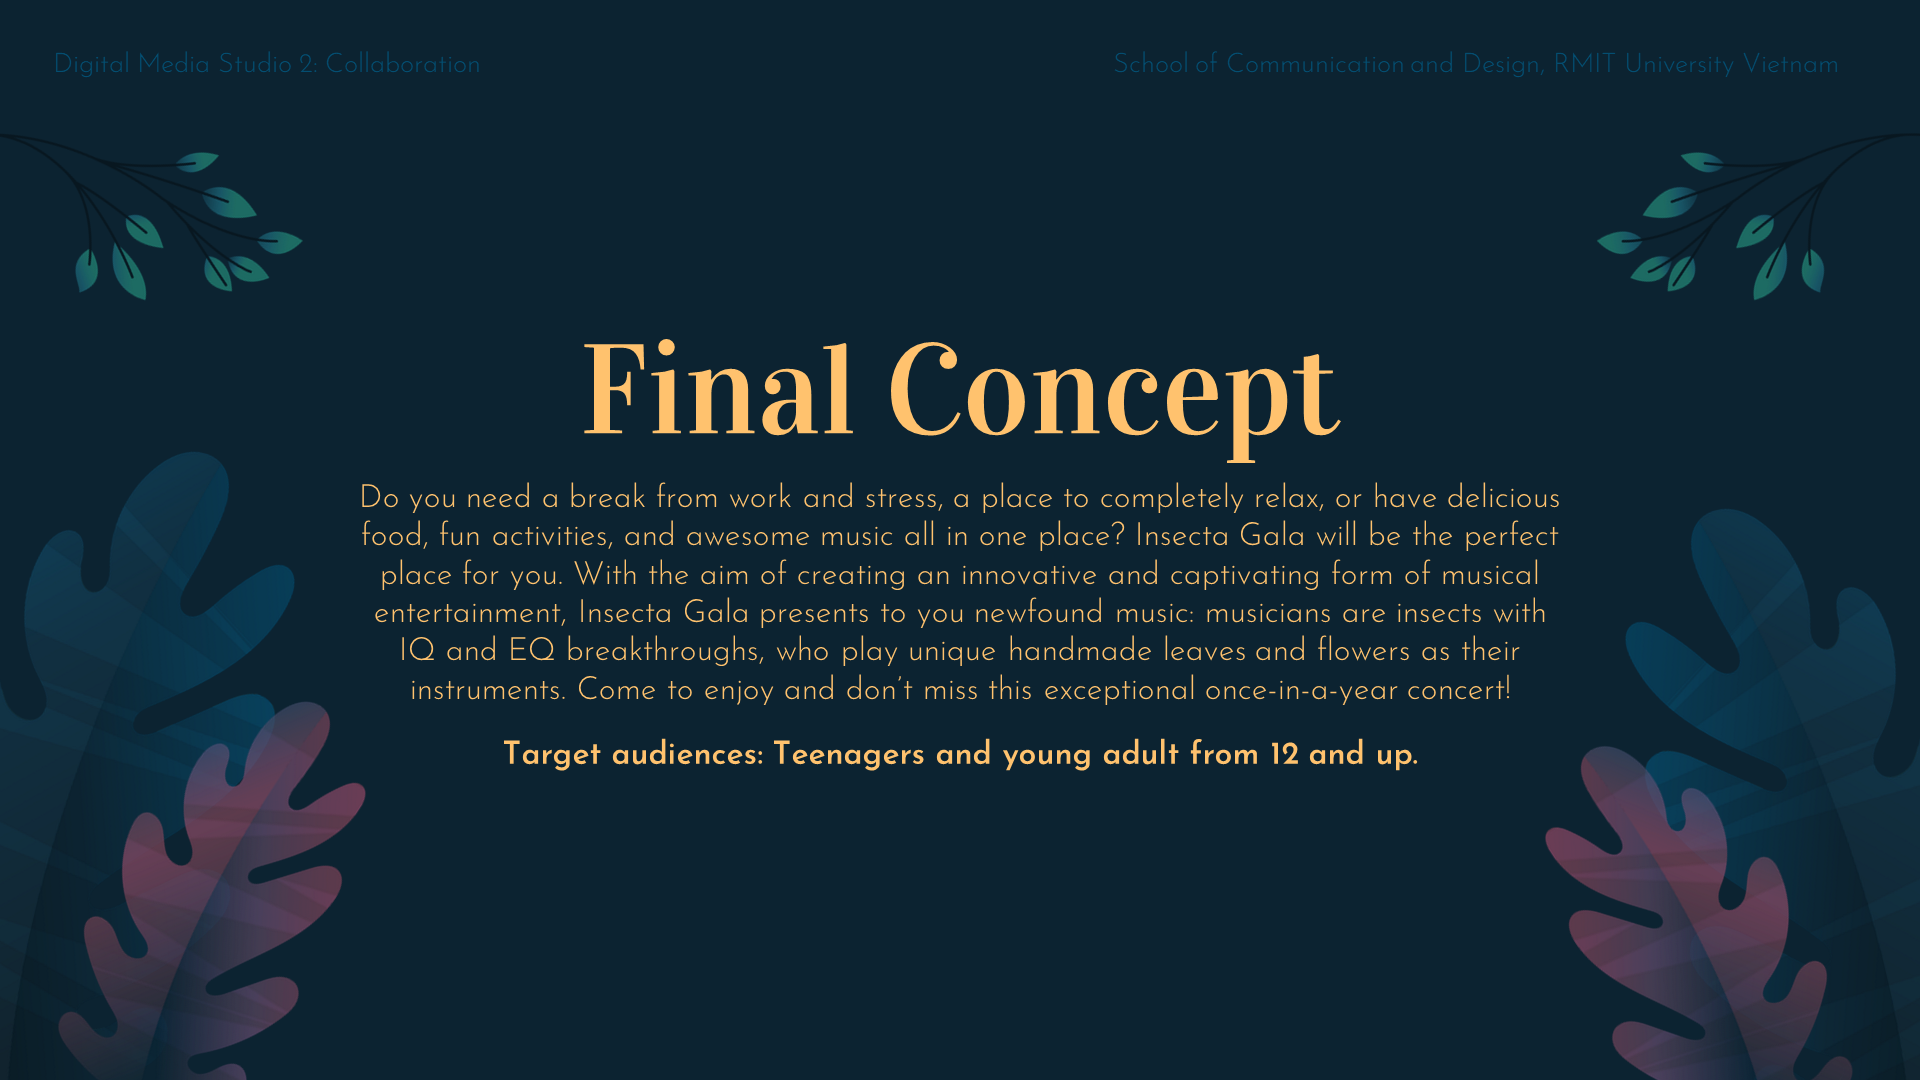 Digital Media Studio 2: Collaboration
School of Communication and Design, RMIT University Vietnam
Final Concept
Do you need a break from work and stress, a place to completely relax, or have delicious
food, fun activities, and awesome music all in one place? Insecta Gala will be the perfect
place for you. With the aim of creating an innovative and captivating form of musical
entertainment, Insecta Gala presents to you newfound music: musicians are insects with
IQ and EQ breakthroughs, who play unique handmade leaves and flowers as their
instruments. Come to enjoy and don’t miss this exceptional once-in-a-year concert!
Target audiences: Teenagers and young adult from 12 and up.